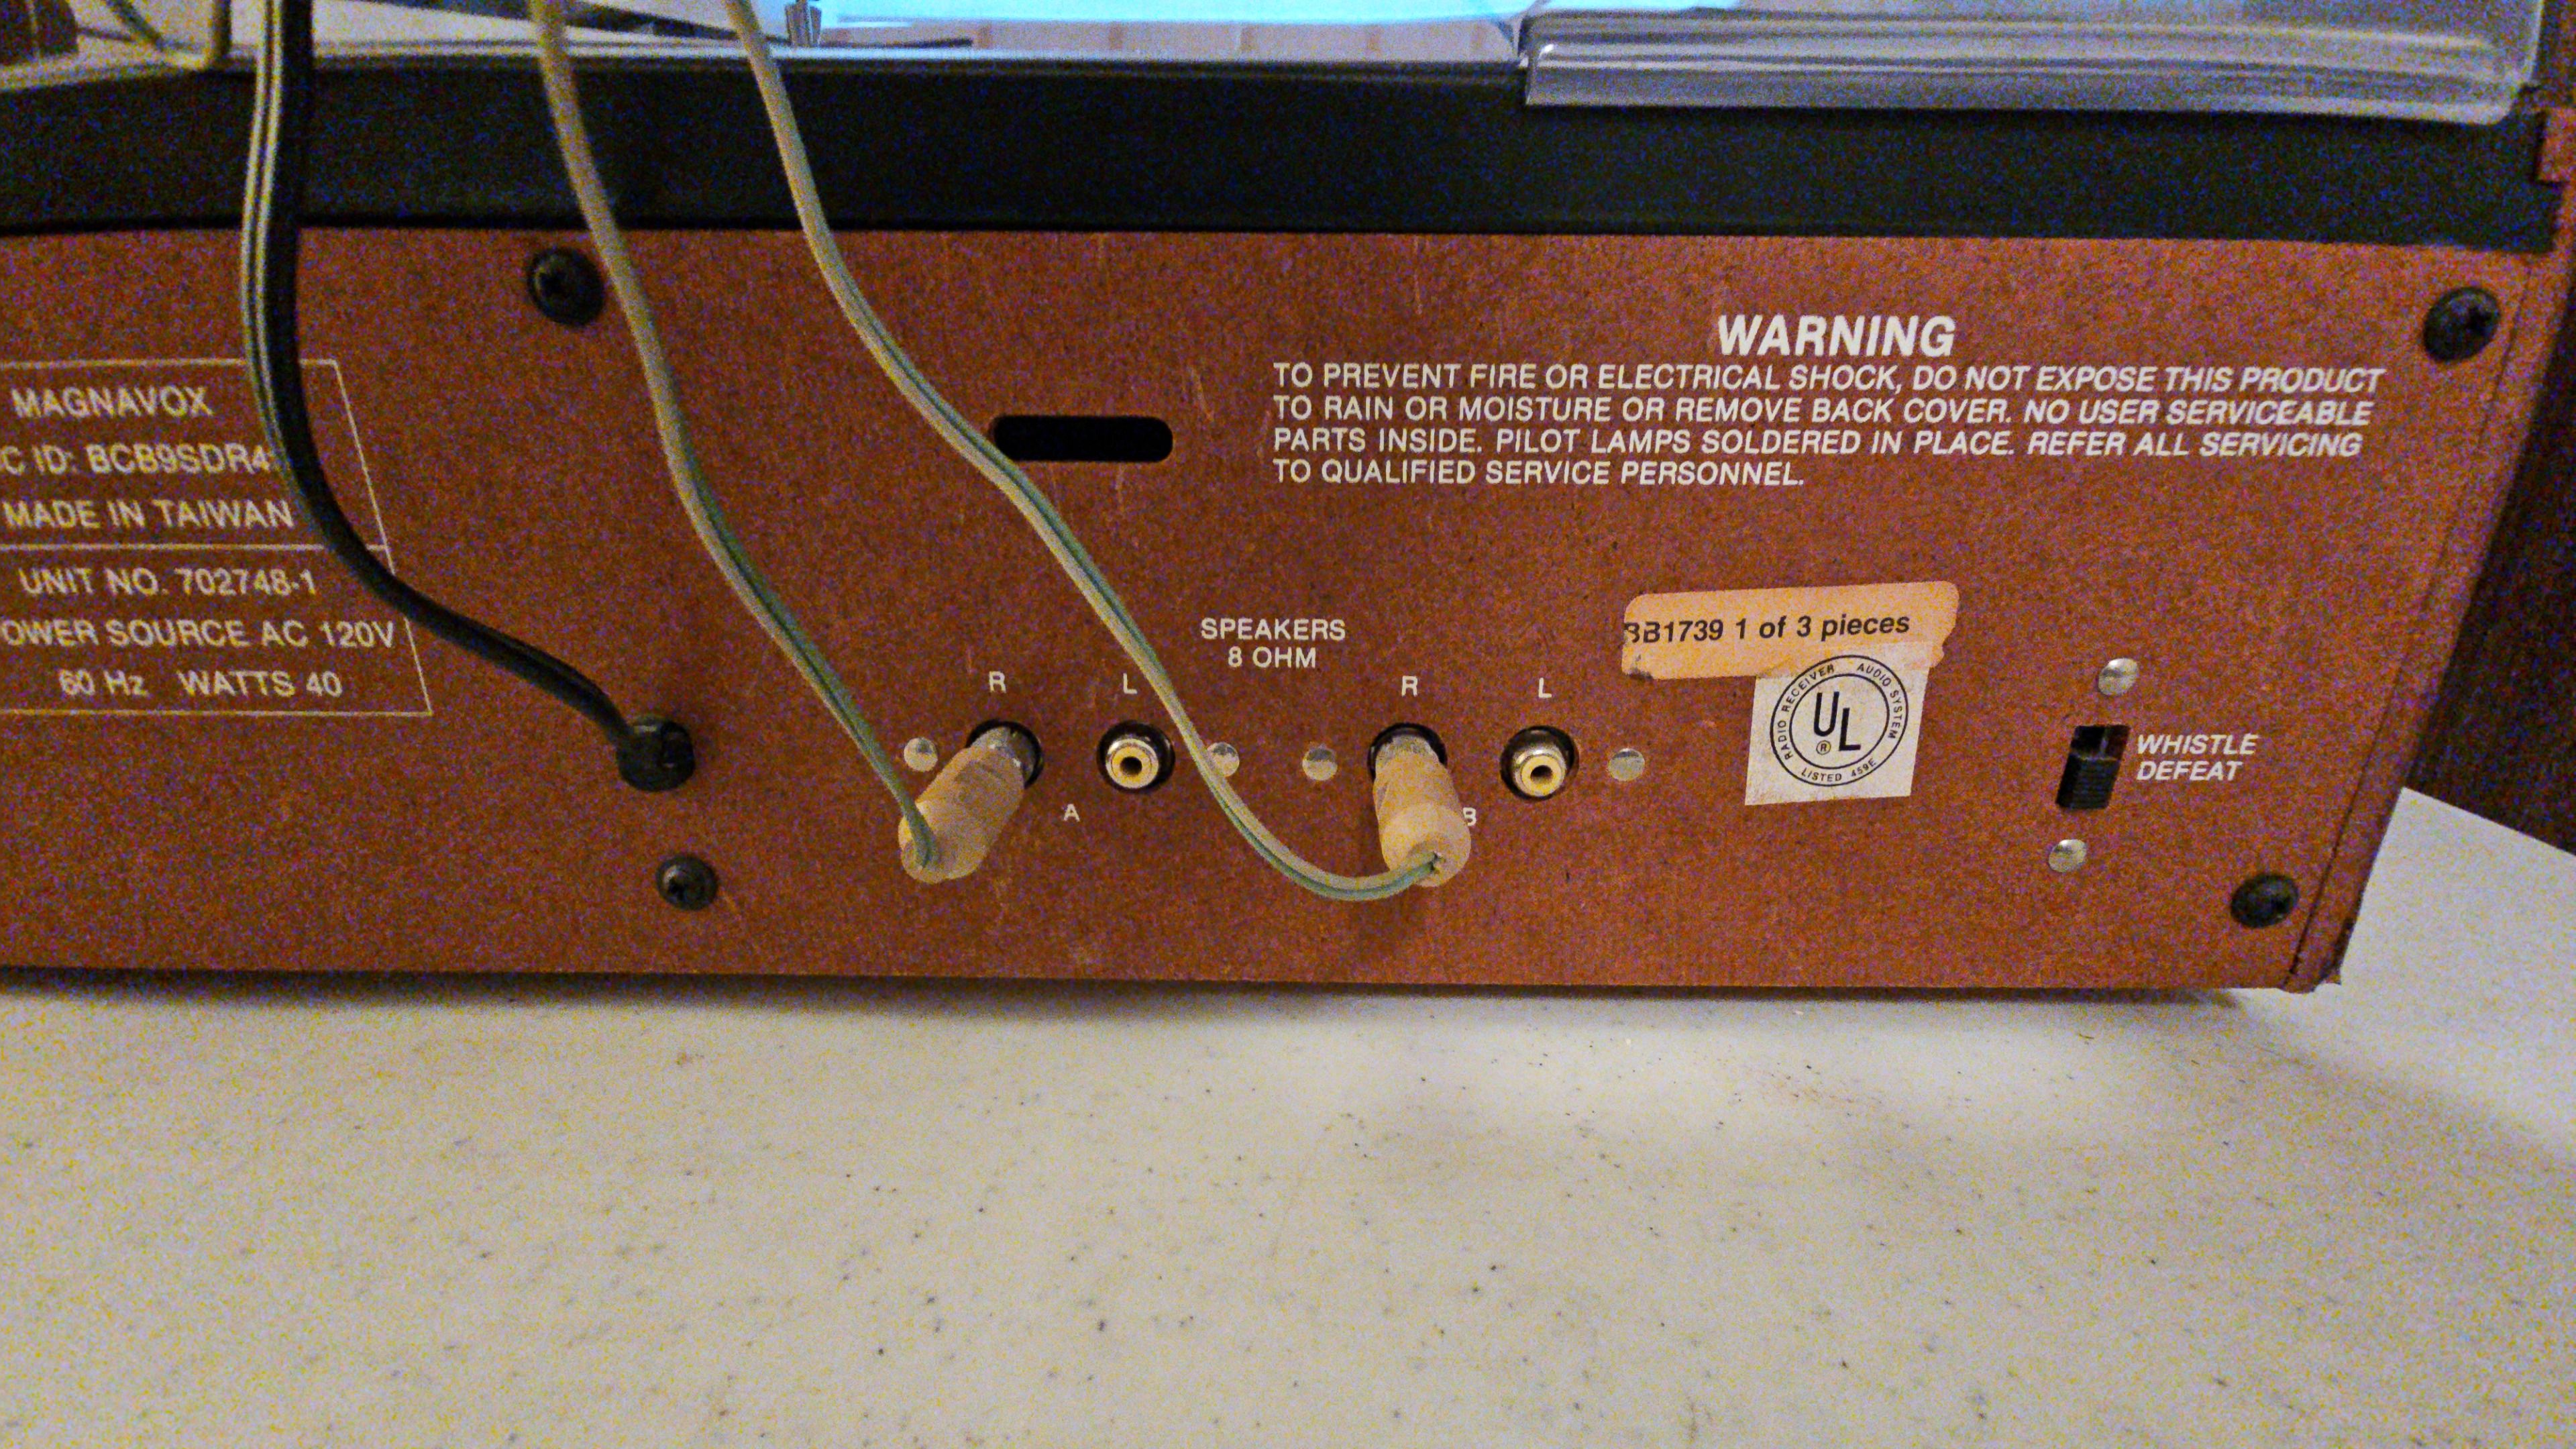 MAGNAVOX
C ID: BCB9SDR4
MADE IN TAIWAN
UNIT NO. 702748-1
OWER SOURCE AC 120V
60 Hz WATTS 40
WARNING
TO PREVENT FIRE OR ELECTRICAL SHOCK, DO NOT EXPOSE THIS PRODUCT
TO RAIN OR MOISTURE OR REMOVE BACK COVER. NO USER SERVICEABLE
PARTS INSIDE. PILOT LAMPS SOLDERED IN PLACE. REFER ALL SERVICING
TO QUALIFIED SERVICE PERSONNEL.
SPEAKERS
8 OHM
R L R L
A B
BB1739 1 of 3 pieces
RADIO RECEIVER AUDIO SYSTEM
UL ®
LISTED 459E
WHISTLE
DEFEAT